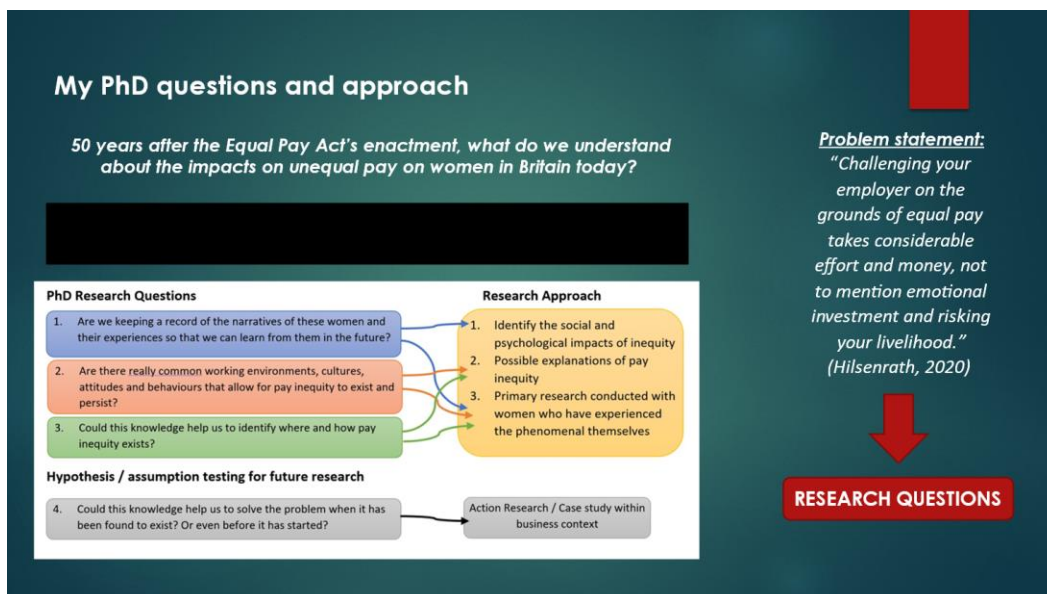 My PhD questions and approach
50 years after the Equal Pay Act's enactment, what do we understand
about the impacts on unequal pay on women in Britain today?
PhD Research Questions
1. Are we keeping a record of the narratives of these women and
their experiences so that we can learn from them in the future?
2. Are there really common working environments, cultures,
attitudes and behaviours that allow for pay inequity to exist and
persist?
3. Could this knowledge help us to identify where and how pay
inequity exists?
Hypothesis / assumption testing for future research
4. Could this knowledge help us to solve the problem when it has
been found to exist? Or even before it has started?
Research Approach
1. Identify the social and
psychological impacts of inequity
2. Possible explanations of pay
inequity
3. Primary research conducted with
women who have experienced
the phenomenal themselves
Action Research / Case study within
business context
Problem statement:
“Challenging your
employer on the
grounds of equal pay
takes considerable
effort and money, not
to mention emotional
investment and risking
your livelihood.”
(Hilsenrath, 2020)
RESEARCH QUESTIONS